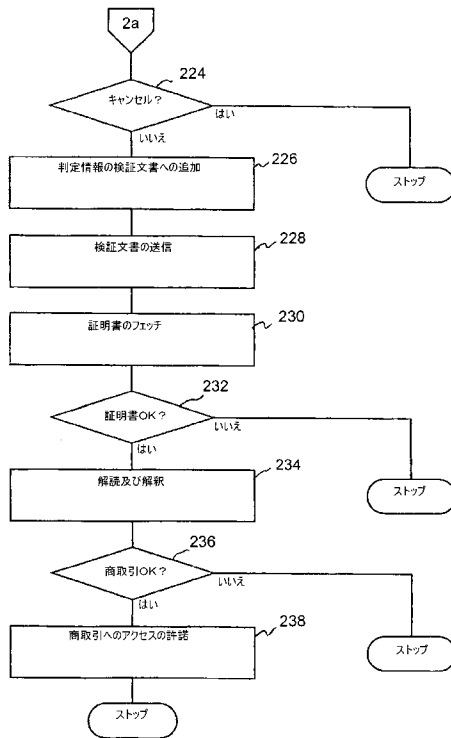 2a
224
キャンセル?
はい
いいえ
判定情報の検証文書への追加
226
ストップ
検証文書の送信
228
証明書のフェッチ
230
232
証明書OK?
いいえ
はい
解読及び解釈
234
ストップ
236
商取引OK?
いいえ
はい
商取引へのアクセスの許諾
238
ストップ
ストップ